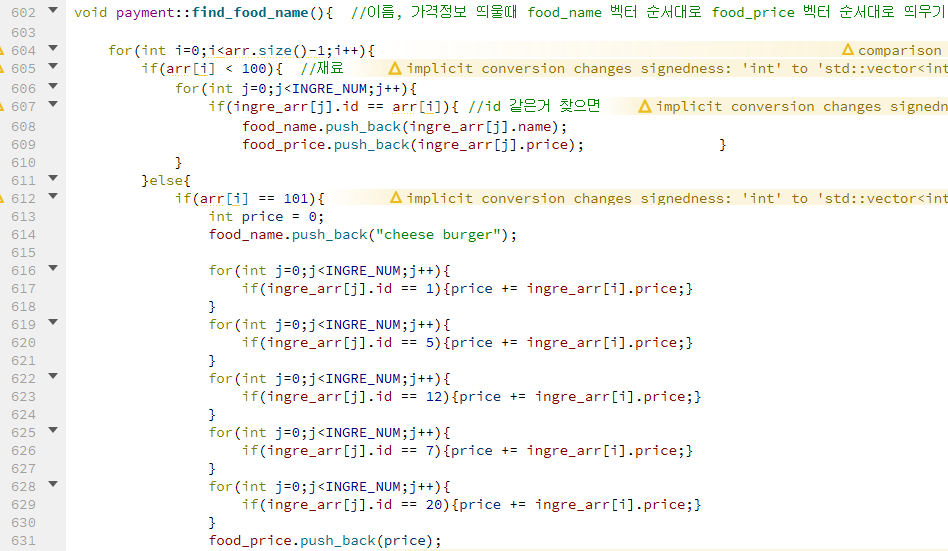 602 void payment::find_food_name(){ //이름, 가격정보 띄울때 food_name 벡터 순서대로 food_price 벡터 순서대로 띄우기
603
604 for(int i=0;i<arr.size()-1;i++){ comparison
605 if(arr[i] < 100){ //재료 implicit conversion changes signedness: 'int' to 'std::vector<int
606 for(int j=0;j<INGRE_NUM;j++){
607 if(ingre_arr[j].id == arr[i]){ //id 같은거 찾으면 implicit conversion changes signedn
608 food_name.push_back(ingre_arr[j].name);
609 food_price.push_back(ingre_arr[j].price); }
610 }
611 }else{
612 if(arr[i] == 101){ implicit conversion changes signedness: 'int' to 'std::vector<int
613 int price = 0;
614 food_name.push_back("cheese burger");
615
616 for(int j=0;j<INGRE_NUM;j++){
617 if(ingre_arr[j].id == 1){price += ingre_arr[i].price;}
618 }
619 for(int j=0;j<INGRE_NUM;j++){
620 if(ingre_arr[j].id == 5){price += ingre_arr[i].price;}
621 }
622 for(int j=0;j<INGRE_NUM;j++){
623 if(ingre_arr[j].id == 12){price += ingre_arr[i].price;}
624 }
625 for(int j=0;j<INGRE_NUM;j++){
626 if(ingre_arr[j].id == 7){price += ingre_arr[i].price;}
627 }
628 for(int j=0;j<INGRE_NUM;j++){
629 if(ingre_arr[j].id == 20){price += ingre_arr[i].price;}
630 }
631 food_price.push_back(price);